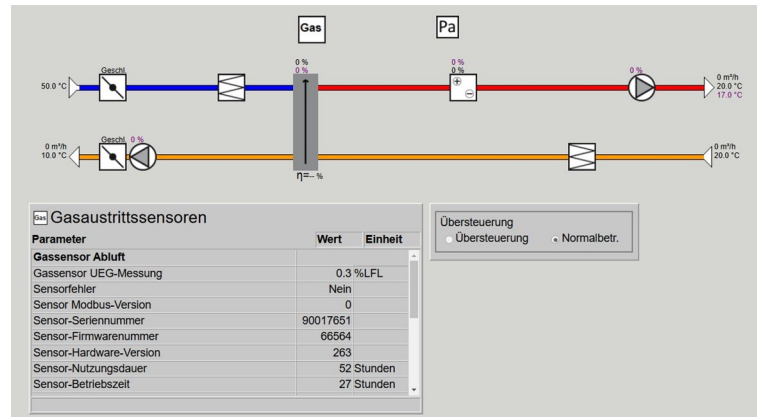 Gas
Pa
0 %
0 %
0 %
0 %
0 %
Geschl.
50.0 °C
0 m³/h
20.0 °C
17.0 °C
Geschl. 0 %
0 m³/h
10.0 °C
0 m³/h
20.0 °C
η=-- %
Gas Gasaustrittssensoren
Parameter Wert Einheit
Gassensor Abluft
Gassensor UEG-Messung 0.3 %LFL
Sensorfehler Nein
Sensor Modbus-Version 0
Sensor-Seriennummer 90017651
Sensor-Firmwarenummer 66564
Sensor-Hardware-Version 263
Sensor-Nutzungsdauer 52 Stunden
Sensor-Betriebszeit 27 Stunden
Übersteuerung
Übersteuerung Normalbetr.